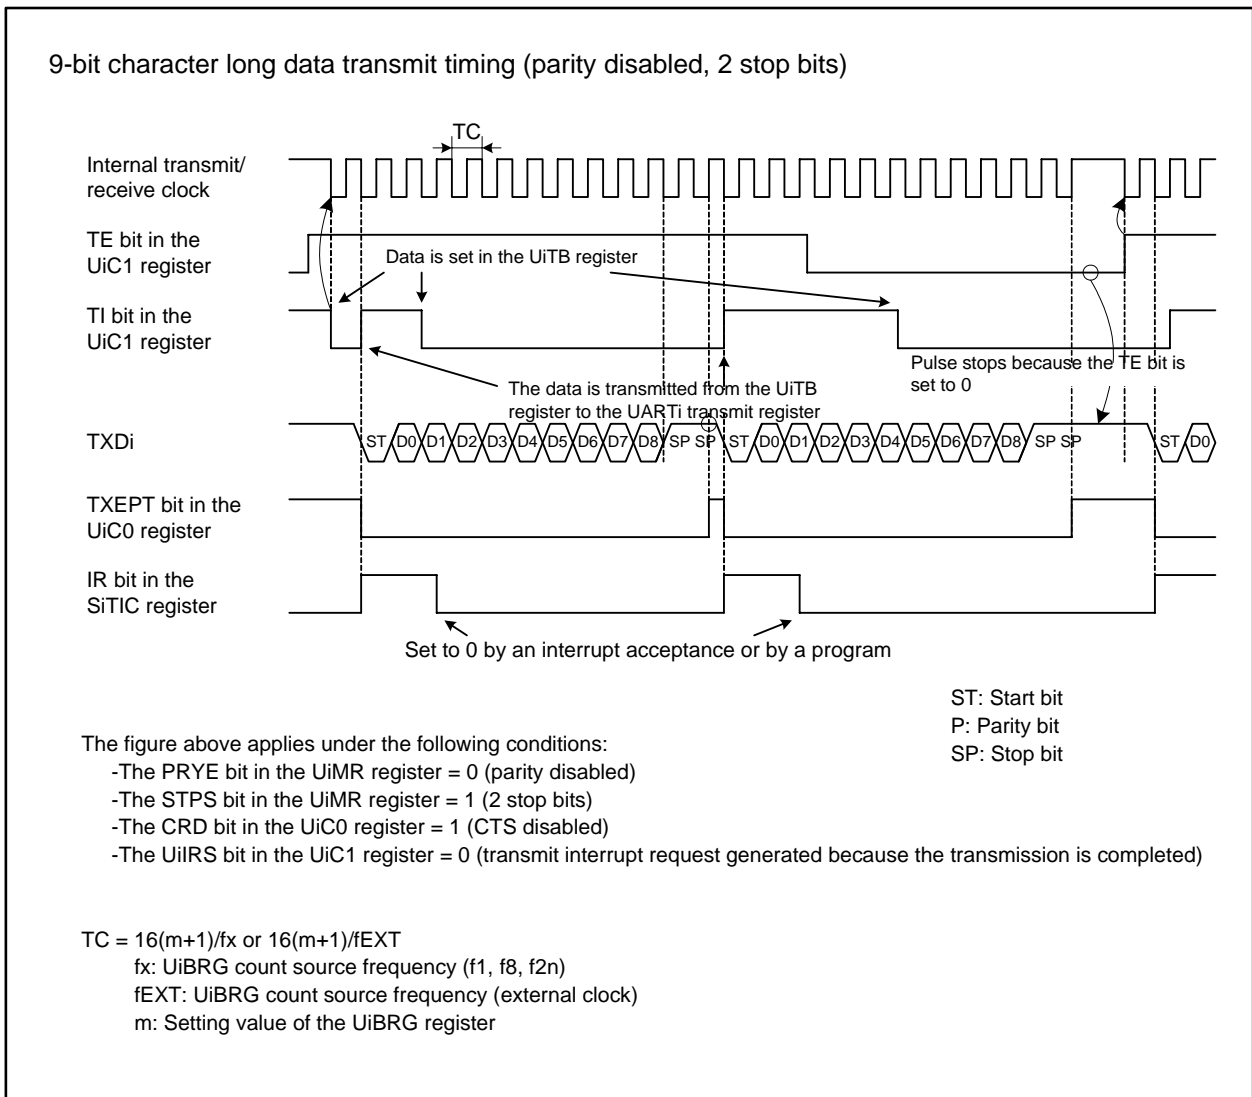 9-bit character long data transmit timing (parity disabled, 2 stop bits)
TC
Internal transmit/
receive clock
TE bit in the
UiC1 register
Data is set in the UiTB register
TI bit in the
UiC1 register
Pulse stops because the TE bit is
set to 0
The data is transmitted from the UiTB
register to the UARTi transmit register
TXDi
ST D0 D1 D2 D3 D4 D5 D6 D7 D8 SP SP ST D0 D1 D2 D3 D4 D5 D6 D7 D8 SP SP ST D0
TXEPT bit in the
UiC0 register
IR bit in the
SiTIC register
Set to 0 by an interrupt acceptance or by a program
ST: Start bit
P: Parity bit
SP: Stop bit
The figure above applies under the following conditions:
-The PRYE bit in the UiMR register = 0 (parity disabled)
-The STPS bit in the UiMR register = 1 (2 stop bits)
-The CRD bit in the UiC0 register = 1 (CTS disabled)
-The UiIRS bit in the UiC1 register = 0 (transmit interrupt request generated because the transmission is completed)
TC = 16(m+1)/fx or 16(m+1)/fEXT
fx: UiBRG count source frequency (f1, f8, f2n)
fEXT: UiBRG count source frequency (external clock)
m: Setting value of the UiBRG register